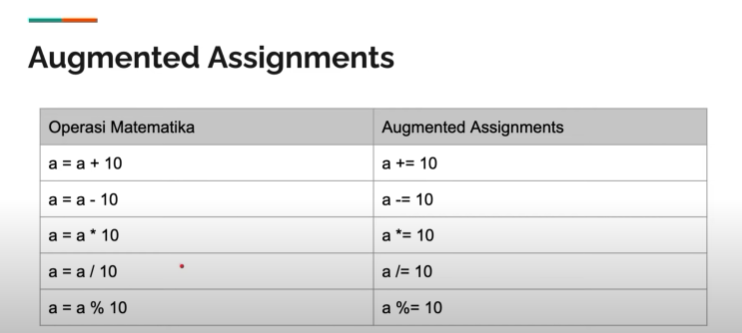 Augmented Assignments
Operasi Matematika Augmented Assignments
a = a + 10 a += 10
a = a - 10 a -= 10
a = a * 10 a *= 10
a = a / 10 a /= 10
a = a % 10 a %= 10